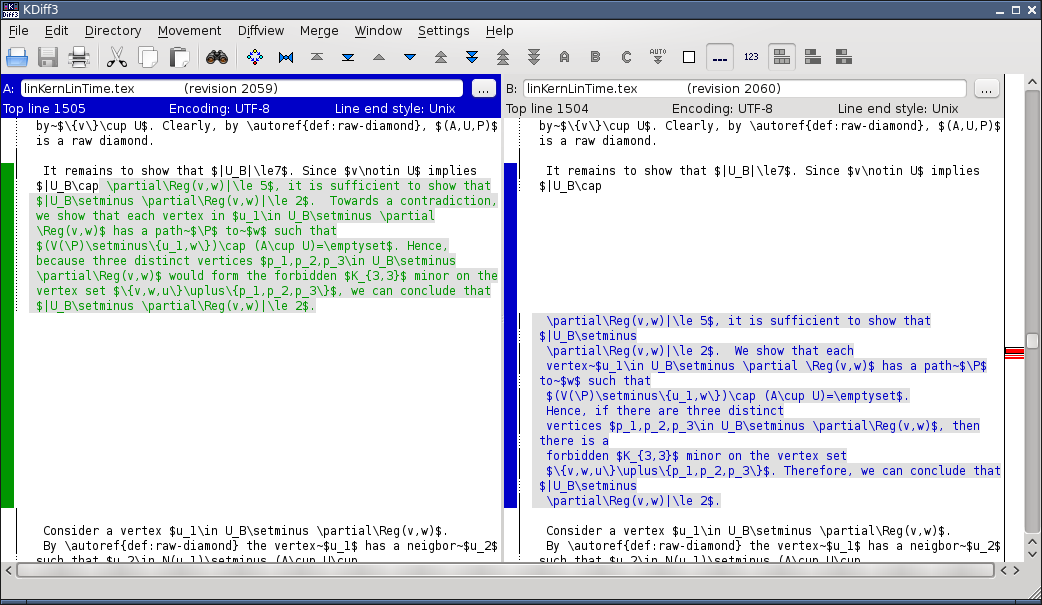 KDiff3
File Edit Directory Movement Diffview Merge Window Settings Help
A B C AUTO 123
A: linKernLinTime.tex (revision 2059) ...
Top line 1505 Encoding: UTF-8 Line end style: Unix
by~$\{v\}\cup U$. Clearly, by \autoref{def:raw-diamond}, $(A,U,P)$
is a raw diamond.
It remains to show that $|U_B|\le7$. Since $v\notin U$ implies
$|U_B\cap \partial\Reg(v,w)|\le 5$, it is sufficient to show that
$|U_B\setminus \partial\Reg(v,w)|\le 2$.  Towards a contradiction,
we show that each vertex in $u_1\in U_B\setminus \partial
\Reg(v,w)$ has a path~$\P$ to~$w$ such that
$(V(\P)\setminus\{u_1,w\})\cap (A\cup U)=\emptyset$. Hence,
because three distinct vertices $p_1,p_2,p_3\in U_B\setminus
\partial\Reg(v,w)$ would form the forbidden $K_{3,3}$ minor on the
vertex set $\{v,w,u\}\uplus\{p_1,p_2,p_3\}$, we can conclude that
$|U_B\setminus \partial\Reg(v,w)|\le 2$.
Consider a vertex $u_1\in U_B\setminus \partial\Reg(v,w)$.
By \autoref{def:raw-diamond} the vertex~$u_1$ has a neigbor~$u_2$
such that $u_2\in N(u_1)\setminus (A\cup U\cup
B: linKernLinTime.tex (revision 2060) ...
Top line 1504 Encoding: UTF-8 Line end style: Unix
by~$\{v\}\cup U$. Clearly, by \autoref{def:raw-diamond}, $(A,U,P)$
is a raw diamond.
It remains to show that $|U_B|\le7$. Since $v\notin U$ implies
$|U_B\cap
\partial\Reg(v,w)|\le 5$, it is sufficient to show that
$|U_B\setminus
\partial\Reg(v,w)|\le 2$.  We show that each
vertex~$u_1\in U_B\setminus \partial \Reg(v,w)$ has a path~$\P$
to~$w$ such that
$(V(\P)\setminus\{u_1,w\})\cap (A\cup U)=\emptyset$.
Hence, if there are three distinct
vertices $p_1,p_2,p_3\in U_B\setminus \partial\Reg(v,w)$, then
there is a
forbidden $K_{3,3}$ minor on the vertex set
$\{v,w,u\}\uplus\{p_1,p_2,p_3\}$. Therefore, we can conclude that
$|U_B\setminus
\partial\Reg(v,w)|\le 2$.
Consider a vertex $u_1\in U_B\setminus \partial\Reg(v,w)$.
By \autoref{def:raw-diamond} the vertex~$u_1$ has a neigbor~$u_2$
such that $u_2\in N(u_1)\setminus (A\cup U\cup